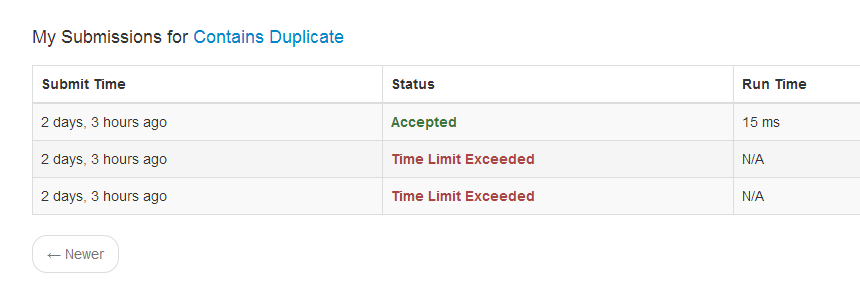 My Submissions for Contains Duplicate
Submit Time Status Run Time
2 days, 3 hours ago Accepted 15 ms
2 days, 3 hours ago Time Limit Exceeded N/A
2 days, 3 hours ago Time Limit Exceeded N/A
← Newer